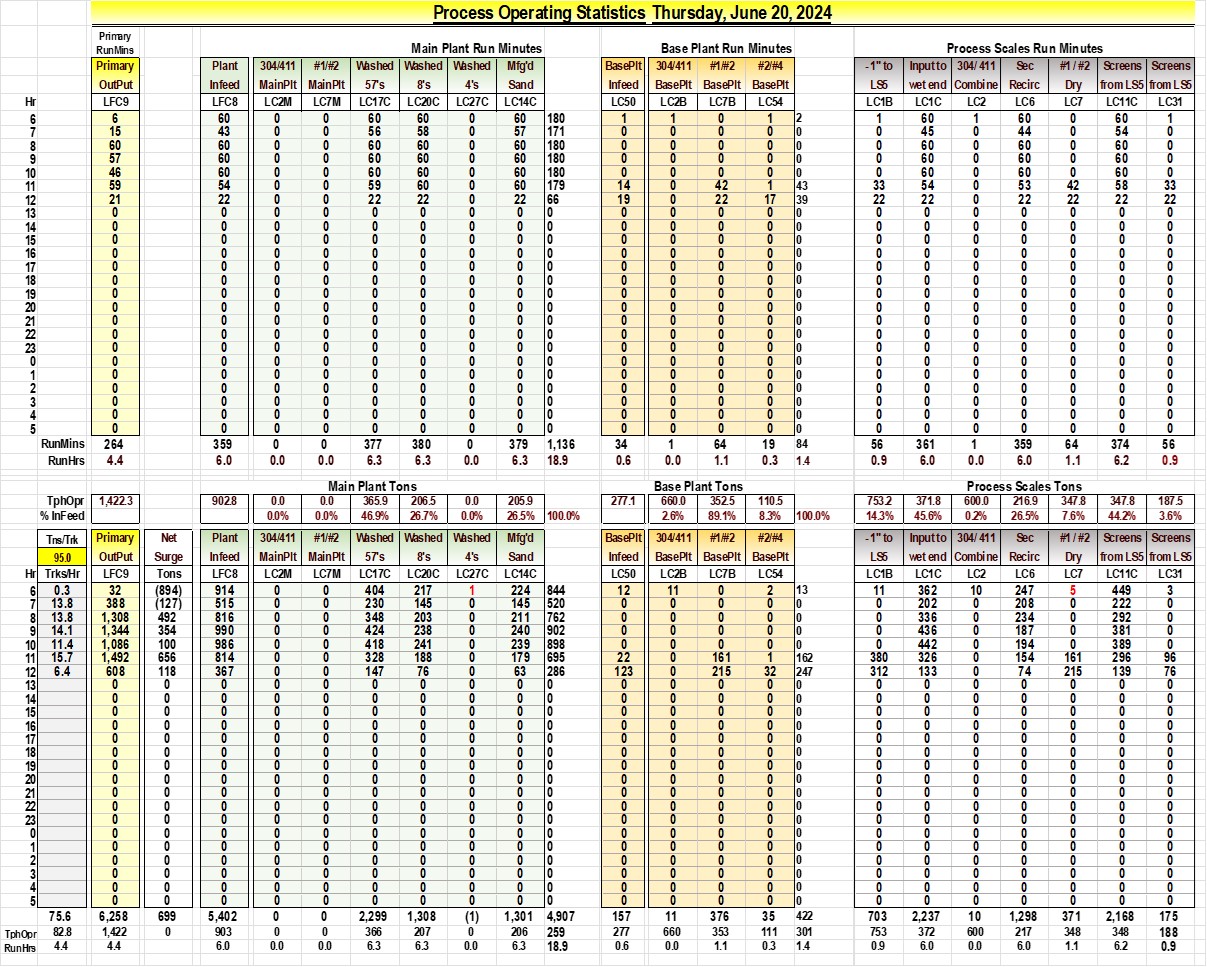 Process Operating Statistics Thursday, June 20, 2024
Primary
RunMins Main Plant Run Minutes Base Plant Run Minutes Process Scales Run Minutes
Primary Plant 304/411 #1/#2 Washed Washed Washed Mfg'd BasePlt 304/411 #1/#2 #2/#4 - 1" to Input to 304/ 411 Sec #1 / #2 Screens Screens
OutPut Infeed MainPlt MainPlt 57's 8's 4's Sand Infeed BasePlt BasePlt BasePlt LS5 wet end Combine Recirc Dry from LS5 from LS5
Hr LFC9 LFC8 LC2M LC7M LC17C LC20C LC27C LC14C LC50 LC2B LC7B LC54 LC1B LC1C LC2 LC6 LC7 LC11C LC31
6 6 60 0 0 60 60 0 60 180 1 1 0 1 2 1 60 1 60 0 60 1
7 15 43 0 0 56 58 0 57 171 0 0 0 0 0 0 45 0 44 0 54 0
8 60 60 0 0 60 60 0 60 180 0 0 0 0 0 0 60 0 60 0 60 0
9 57 60 0 0 60 60 0 60 180 0 0 0 0 0 0 60 0 60 0 60 0
10 46 60 0 0 60 60 0 60 180 0 0 0 0 0 0 60 0 60 0 60 0
11 59 54 0 0 59 60 0 60 179 14 0 42 1 43 33 54 0 53 42 58 33
12 21 22 0 0 22 22 0 22 66 19 0 22 17 39 22 22 0 22 22 22 22
13 0 0 0 0 0 0 0 0 0 0 0 0 0 0 0 0 0 0 0 0 0
14 0 0 0 0 0 0 0 0 0 0 0 0 0 0 0 0 0 0 0 0 0
15 0 0 0 0 0 0 0 0 0 0 0 0 0 0 0 0 0 0 0 0 0
16 0 0 0 0 0 0 0 0 0 0 0 0 0 0 0 0 0 0 0 0 0
17 0 0 0 0 0 0 0 0 0 0 0 0 0 0 0 0 0 0 0 0 0
18 0 0 0 0 0 0 0 0 0 0 0 0 0 0 0 0 0 0 0 0 0
19 0 0 0 0 0 0 0 0 0 0 0 0 0 0 0 0 0 0 0 0 0
20 0 0 0 0 0 0 0 0 0 0 0 0 0 0 0 0 0 0 0 0 0
21 0 0 0 0 0 0 0 0 0 0 0 0 0 0 0 0 0 0 0 0 0
22 0 0 0 0 0 0 0 0 0 0 0 0 0 0 0 0 0 0 0 0 0
23 0 0 0 0 0 0 0 0 0 0 0 0 0 0 0 0 0 0 0 0 0
0 0 0 0 0 0 0 0 0 0 0 0 0 0 0 0 0 0 0 0 0 0
1 0 0 0 0 0 0 0 0 0 0 0 0 0 0 0 0 0 0 0 0 0
2 0 0 0 0 0 0 0 0 0 0 0 0 0 0 0 0 0 0 0 0 0
3 0 0 0 0 0 0 0 0 0 0 0 0 0 0 0 0 0 0 0 0 0
4 0 0 0 0 0 0 0 0 0 0 0 0 0 0 0 0 0 0 0 0 0
5 0 0 0 0 0 0 0 0 0 0 0 0 0 0 0 0 0 0 0 0 0
RunMins 264 359 0 0 377 380 0 379 1,136 34 1 64 19 84 56 361 1 359 64 374 56
RunHrs 4.4 6.0 0.0 0.0 6.3 6.3 0.0 6.3 18.9 0.6 0.0 1.1 0.3 1.4 0.9 6.0 0.0 6.0 1.1 6.2 0.9
Main Plant Tons Base Plant Tons Process Scales Tons
TphOpr 1,422.3 902.8 0.0 0.0 365.9 206.5 0.0 205.9 277.1 660.0 352.5 110.5 753.2 371.8 600.0 216.9 347.8 347.8 187.5
% InFeed 0.0% 0.0% 46.9% 26.7% 0.0% 26.5% 100.0% 2.6% 89.1% 8.3% 100.0% 14.3% 45.6% 0.2% 26.5% 7.6% 44.2% 3.6%
Tns/Trk Primary Net Plant 304/411 #1/#2 Washed Washed Washed Mfg'd BasePlt 304/411 #1/#2 #2/#4 - 1" to Input to 304/ 411 Sec #1 / #2 Screens Screens
95.0 OutPut Surge Infeed MainPlt MainPlt 57's 8's 4's Sand Infeed BasePlt BasePlt BasePlt LS5 wet end Combine Recirc Dry from LS5 from LS5
Hr Trks/Hr LFC9 Tons LFC8 LC2M LC7M LC17C LC20C LC27C LC14C LC50 LC2B LC7B LC54 LC1B LC1C LC2 LC6 LC7 LC11C LC31
6 0.3 32 (894) 914 0 0 404 217 1 224 844 12 11 0 2 13 11 362 10 247 5 449 3
7 13.8 388 (127) 515 0 0 230 145 0 145 520 0 0 0 0 0 0 202 0 208 0 222 0
8 13.8 1,308 492 816 0 0 348 203 0 211 762 0 0 0 0 0 0 336 0 234 0 292 0
9 14.1 1,344 354 990 0 0 424 238 0 240 902 0 0 0 0 0 0 436 0 187 0 381 0
10 11.4 1,086 100 986 0 0 418 241 0 239 898 0 0 0 0 0 0 442 0 194 0 389 0
11 15.7 1,492 656 814 0 0 328 188 0 179 695 22 0 161 1 162 380 326 0 154 161 296 96
12 6.4 608 118 367 0 0 147 76 0 63 286 123 0 215 32 247 312 133 0 74 215 139 76
13 0 0 0 0 0 0 0 0 0 0 0 0 0 0 0 0 0 0 0 0 0 0
14 0 0 0 0 0 0 0 0 0 0 0 0 0 0 0 0 0 0 0 0 0 0
15 0 0 0 0 0 0 0 0 0 0 0 0 0 0 0 0 0 0 0 0 0 0
16 0 0 0 0 0 0 0 0 0 0 0 0 0 0 0 0 0 0 0 0 0 0
17 0 0 0 0 0 0 0 0 0 0 0 0 0 0 0 0 0 0 0 0 0 0
18 0 0 0 0 0 0 0 0 0 0 0 0 0 0 0 0 0 0 0 0 0 0
19 0 0 0 0 0 0 0 0 0 0 0 0 0 0 0 0 0 0 0 0 0 0
20 0 0 0 0 0 0 0 0 0 0 0 0 0 0 0 0 0 0 0 0 0 0
21 0 0 0 0 0 0 0 0 0 0 0 0 0 0 0 0 0 0 0 0 0 0
22 0 0 0 0 0 0 0 0 0 0 0 0 0 0 0 0 0 0 0 0 0 0
23 0 0 0 0 0 0 0 0 0 0 0 0 0 0 0 0 0 0 0 0 0 0
0 0 0 0 0 0 0 0 0 0 0 0 0 0 0 0 0 0 0 0 0 0 0
1 0 0 0 0 0 0 0 0 0 0 0 0 0 0 0 0 0 0 0 0 0 0
2 0 0 0 0 0 0 0 0 0 0 0 0 0 0 0 0 0 0 0 0 0 0
3 0 0 0 0 0 0 0 0 0 0 0 0 0 0 0 0 0 0 0 0 0 0
4 0 0 0 0 0 0 0 0 0 0 0 0 0 0 0 0 0 0 0 0 0 0
5 0 0 0 0 0 0 0 0 0 0 0 0 0 0 0 0 0 0 0 0 0 0
75.6 6,258 699 5,402 0 0 2,299 1,308 (1) 1,301 4,907 157 11 376 35 422 703 2,237 10 1,298 371 2,168 175
TphOpr 82.8 1,422 0 903 0 0 366 207 0 206 259 277 660 353 111 301 753 372 600 217 348 348 188
RunHrs 4.4 4.4 6.0 0.0 0.0 6.3 6.3 0.0 6.3 18.9 0.6 0.0 1.1 0.3 1.4 0.9 6.0 0.0 6.0 1.1 6.2 0.9